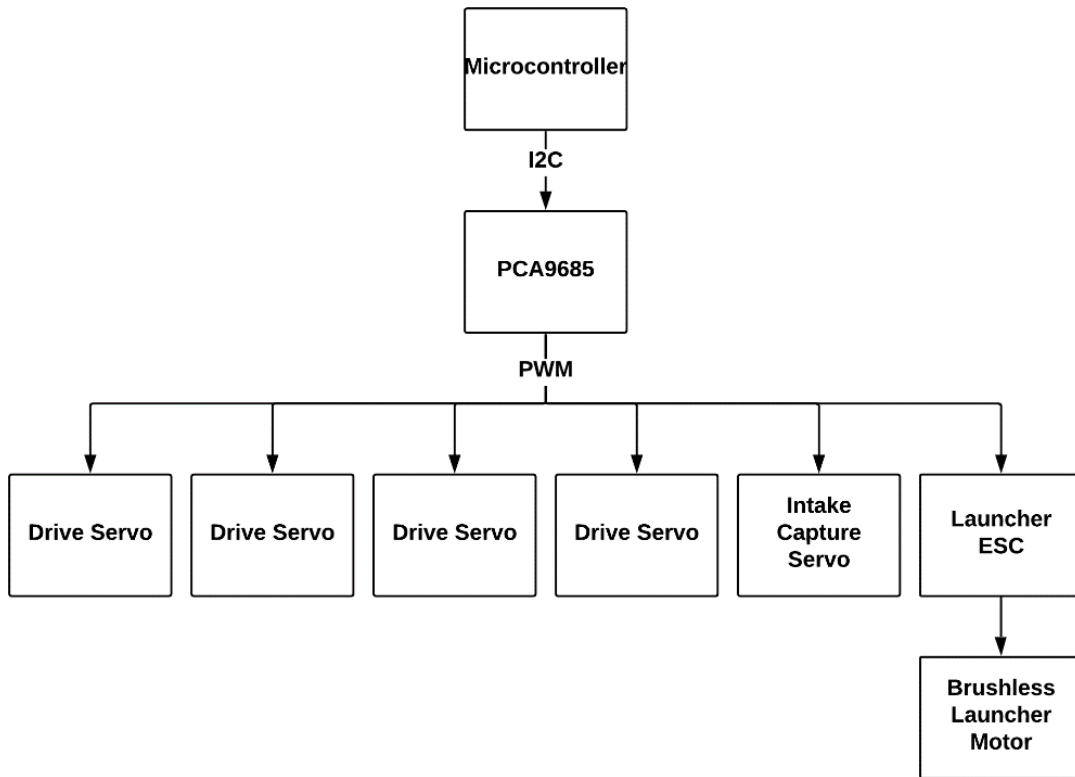 Microcontroller
I2C
PCA9685
PWM
Drive Servo
Drive Servo
Drive Servo
Drive Servo
Intake
Capture
Servo
Launcher
ESC
Brushless
Launcher
Motor